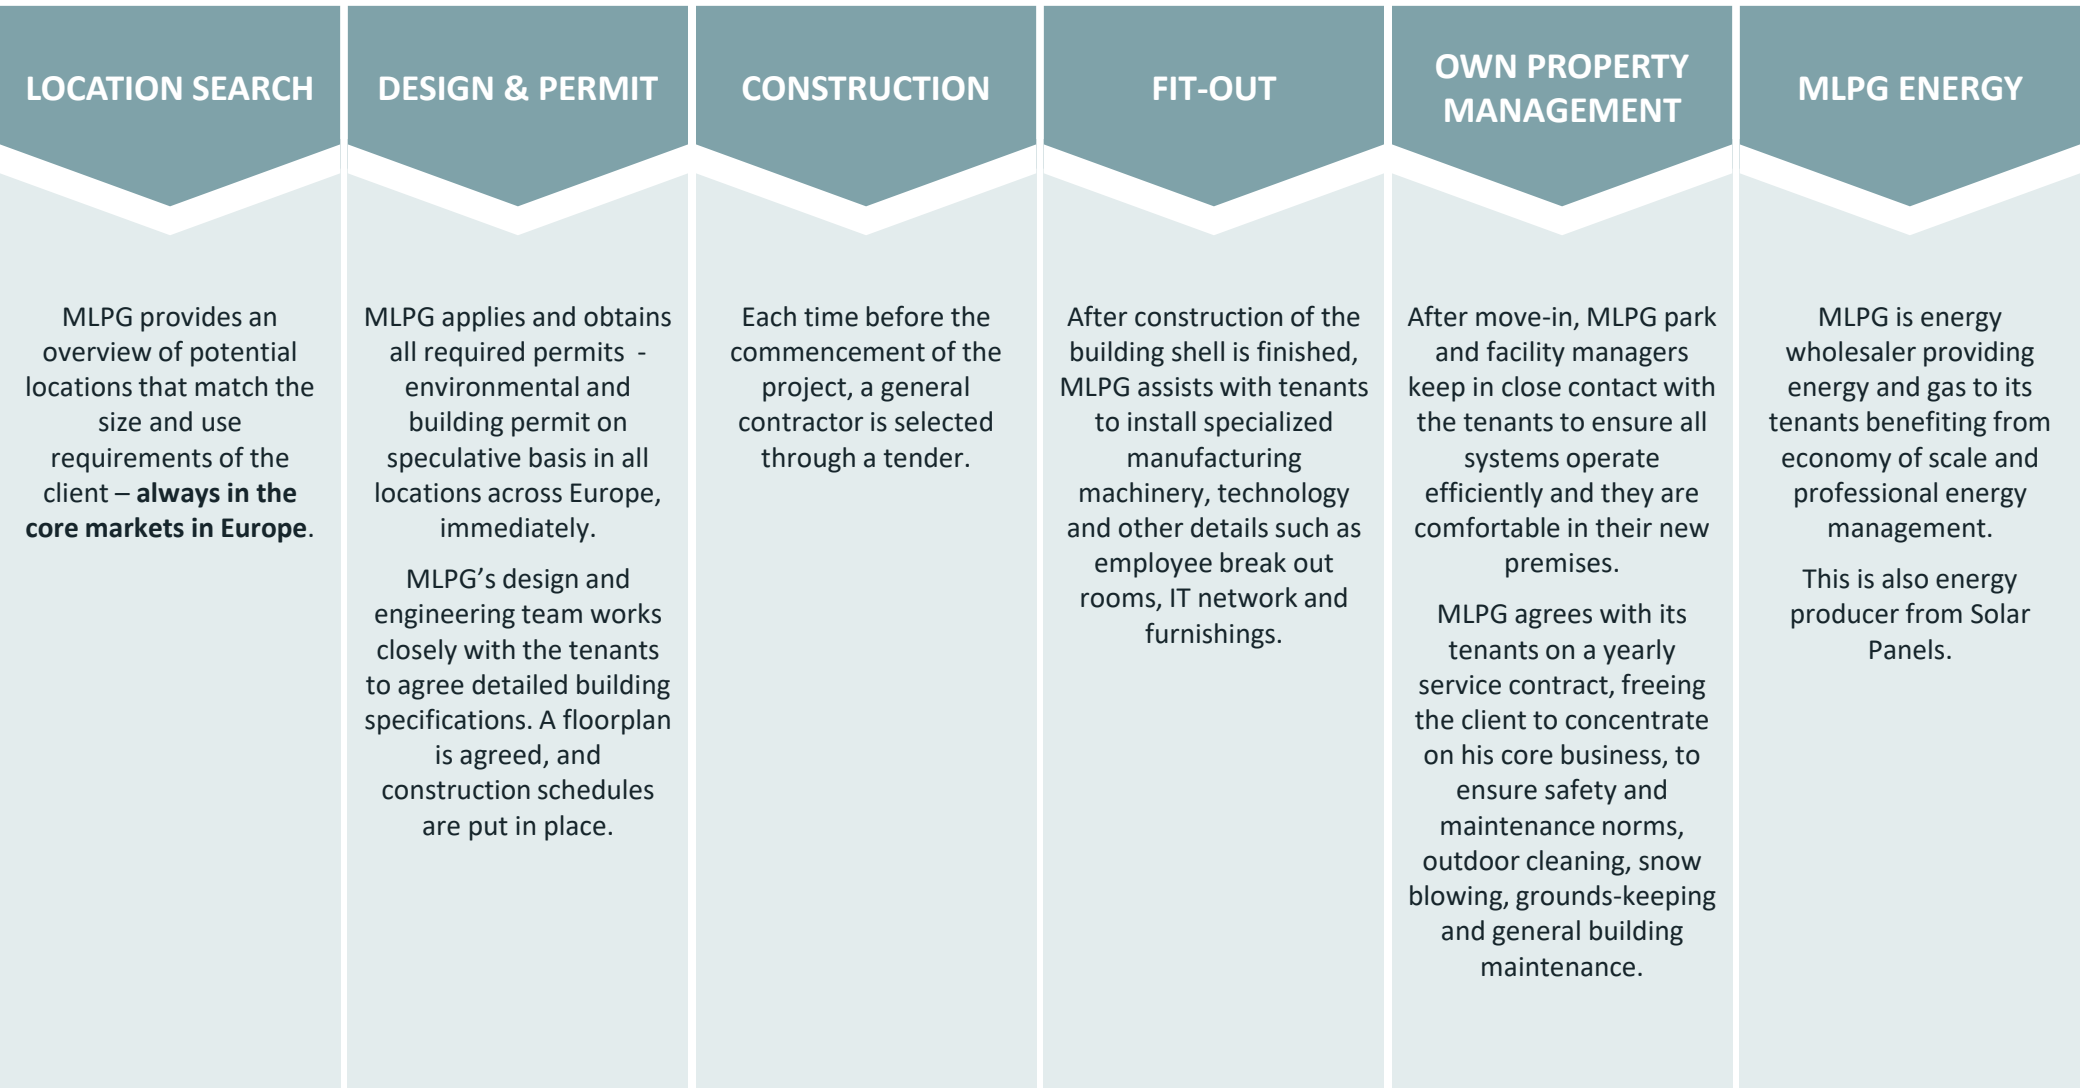 LOCATION SEARCH
MLPG provides an
overview of potential
locations that match the
size and use
requirements of the
client – always in the
core markets in Europe.
DESIGN & PERMIT
MLPG applies and obtains
all required permits -
environmental and
building permit on
speculative basis in all
locations across Europe,
immediately.
MLPG’s design and
engineering team works
closely with the tenants
to agree detailed building
specifications. A floorplan
is agreed, and
construction schedules
are put in place.
CONSTRUCTION
Each time before the
commencement of the
project, a general
contractor is selected
through a tender.
FIT-OUT
After construction of the
building shell is finished,
MLPG assists with tenants
to install specialized
manufacturing
machinery, technology
and other details such as
employee break out
rooms, IT network and
furnishings.
OWN PROPERTY
MANAGEMENT
After move-in, MLPG park
and facility managers
keep in close contact with
the tenants to ensure all
systems operate
efficiently and they are
comfortable in their new
premises.
MLPG agrees with its
tenants on a yearly
service contract, freeing
the client to concentrate
on his core business, to
ensure safety and
maintenance norms,
outdoor cleaning, snow
blowing, grounds-keeping
and general building
maintenance.
MLPG ENERGY
MLPG is energy
wholesaler providing
energy and gas to its
tenants benefiting from
economy of scale and
professional energy
management.
This is also energy
producer from Solar
Panels.